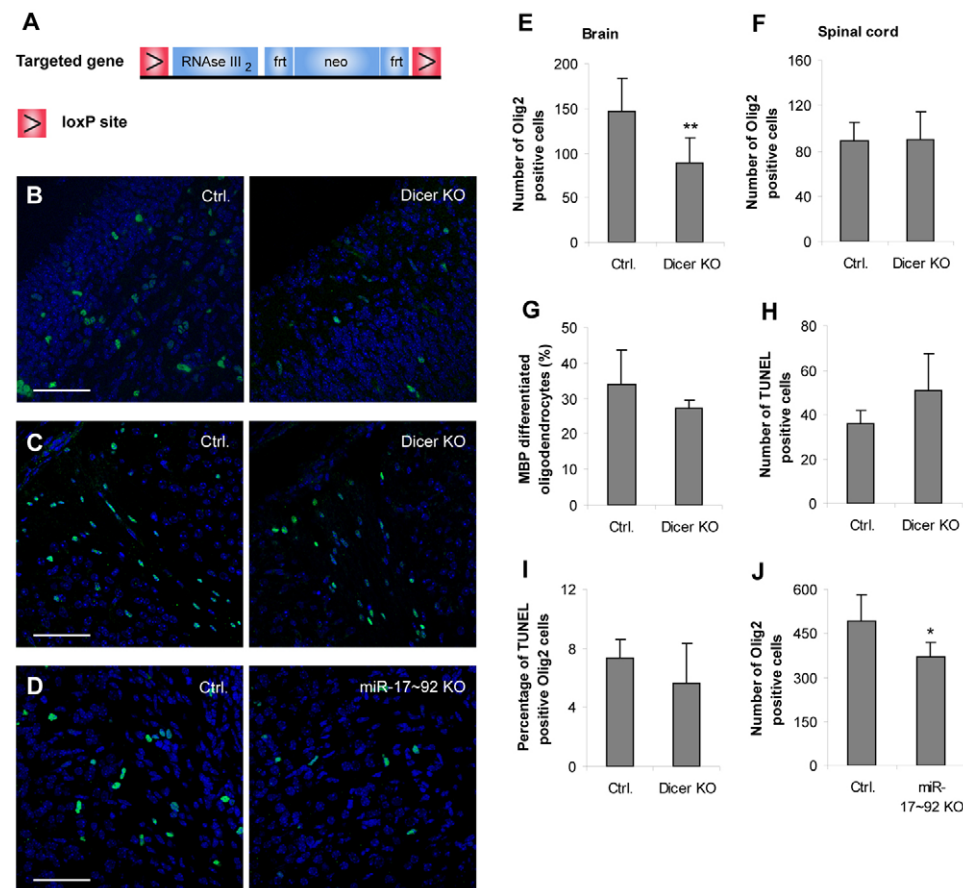 A
Targeted gene
>
RNAse III 2
frt
neo
frt
>
>
loxP site
B
Ctrl.
Dicer KO
C
Ctrl.
Dicer KO
D
Ctrl.
miR-17~92 KO
E
Brain
Number of Olig2
positive cells
200
150
100
50
0
**
Ctrl.
Dicer KO
F
Spinal cord
Number of Olig2
positive cells
160
120
80
40
0
Ctrl.
Dicer KO
G
MBP differentiated
oligodendrocytes (%)
50
40
30
20
10
0
Ctrl.
Dicer KO
H
Number of TUNEL
positive cells
80
60
40
20
0
Ctrl.
Dicer KO
I
Percentage of TUNEL
positive Olig2 cells
12
8
4
0
Ctrl.
Dicer KO
J
Number of Olig2
positive cells
600
450
300
150
0
*
Ctrl.
miR-
17~92 KO